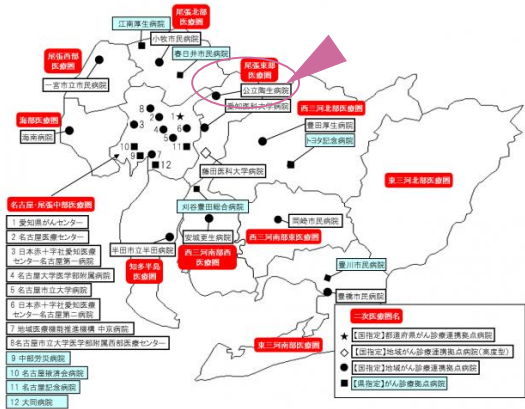 尾張北部
医療圏
江南厚生病院
小牧市民病院
春日井市民病院
尾張西部
医療圏
一宮市立市民病院
尾張東部
医療圏
公立陶生病院
愛知医科大学病院
西三河北部
医療圏
豊田厚生病院
トヨタ記念病院
海部医療圏
海南病院
8
2
1
3
4
5
6
10
9
7
11
12
藤田医科大学病院
東三河北部
医療圏
名古屋・尾張中部医療圏
1 愛知県がんセンター
2 名古屋医療センター
3 日本赤十字社愛知医療
センター名古屋第一病院
4 名古屋大学医学部附属病院
5 名古屋市立大学病院
6 日本赤十字社愛知医療
センター名古屋第二病院
7 地域医療機能推進機構 中京病院
8 名古屋市立大学医学部附属西部医療センター
9 中部労災病院
10 名古屋掖済会病院
11 名古屋記念病院
12 大同病院
刈谷豊田総合病院
安城更生病院
岡崎市民病院
西三河南部東医療圏
西三河南部西
医療圏
半田市立半田病院
知多半島
医療圏
豊川市民病院
豊橋市民病院
東三河南部
医療圏
二次医療圏名
【国指定】都道府県がん診療連携拠点病院
【国指定】地域がん診療連携拠点病院(高度型)
【国指定】地域がん診療連携拠点病院
【県指定】がん診療拠点病院